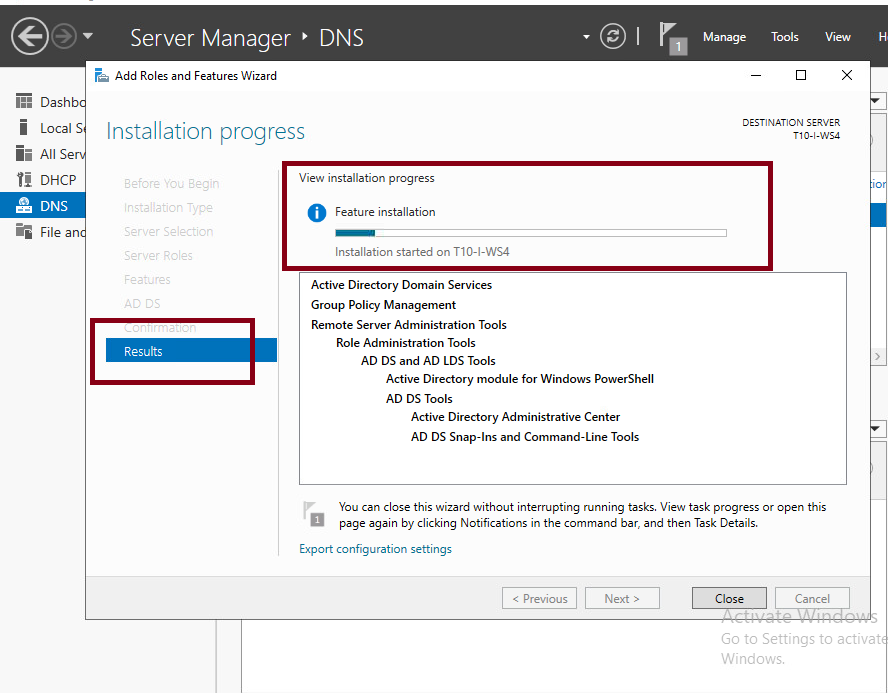 Server Manager ‣ DNS
1
Manage
Tools
View
Add Roles and Features Wizard
Dashbo
Local Se
All Serv
DHCP
DNS
File and
Installation progress
DESTINATION SERVER
T10-I-WS4
Before You Begin
Installation Type
Server Selection
Server Roles
Features
AD DS
Confirmation
Results
View installation progress
Feature installation
Installation started on T10-I-WS4
Active Directory Domain Services
Group Policy Management
Remote Server Administration Tools
Role Administration Tools
AD DS and AD LDS Tools
Active Directory module for Windows PowerShell
AD DS Tools
Active Directory Administrative Center
AD DS Snap-Ins and Command-Line Tools
1
You can close this wizard without interrupting running tasks. View task progress or open this
page again by clicking Notifications in the command bar, and then Task Details.
Export configuration settings
< Previous
Next >
Close
Cancel
Activate Windows
Go to Settings to activate
Windows.